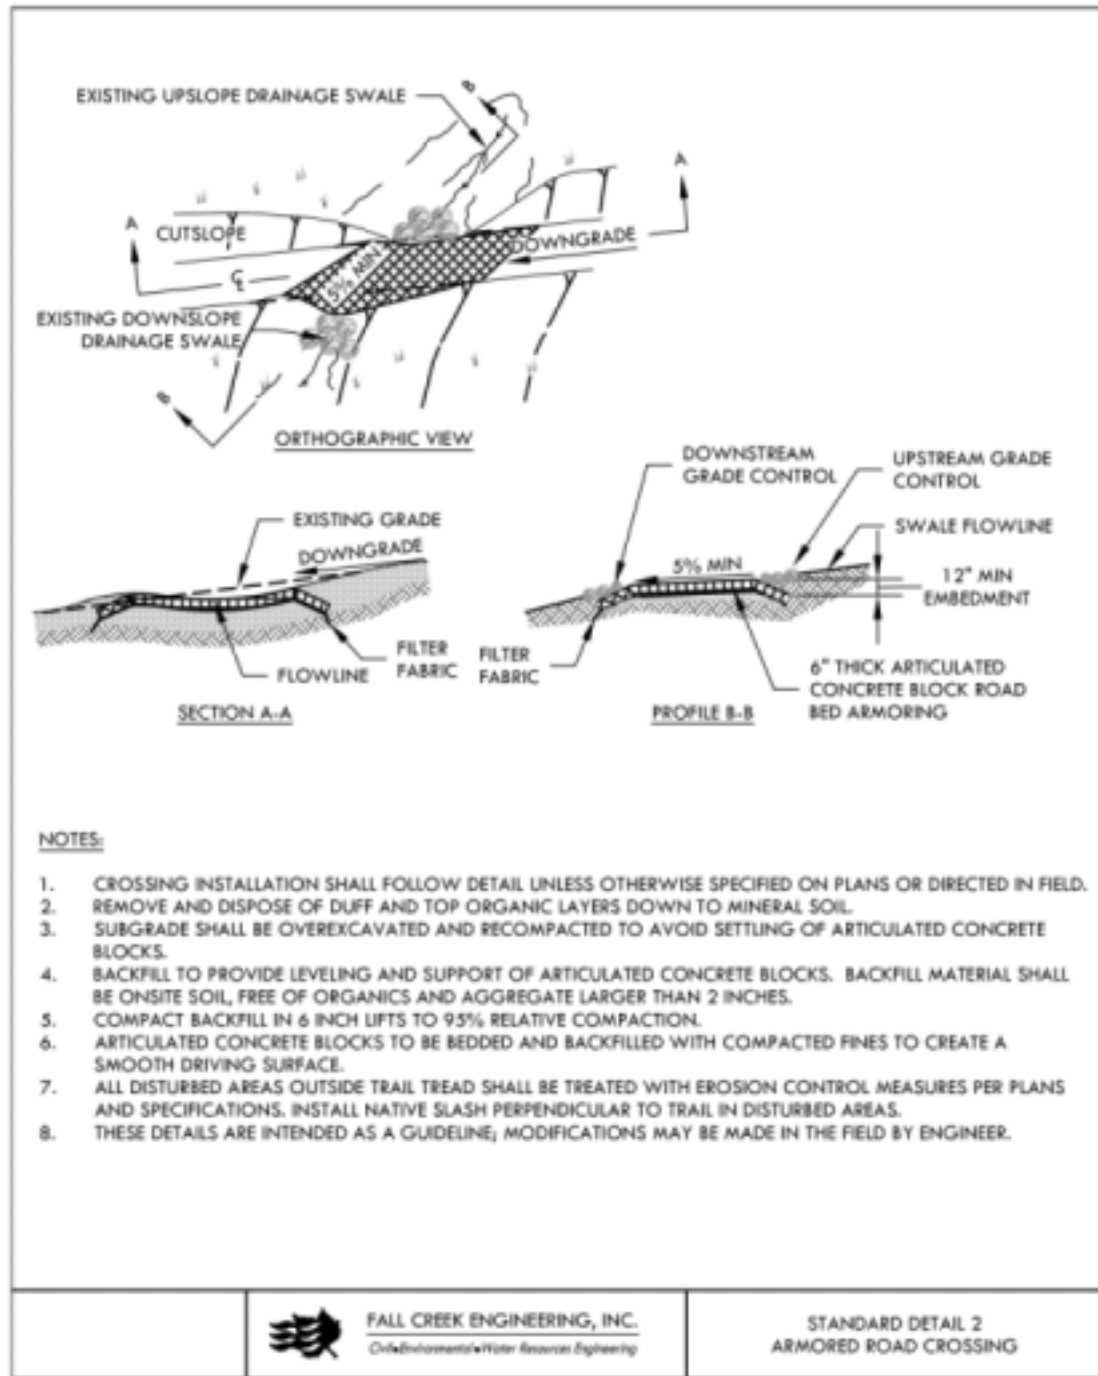 EXISTING UPSLOPE DRAINAGE SWALE
B
A
A
CUTSLOPE
DOWNGRADE
5% MIN
℄
EXISTING DOWNSLOPE
DRAINAGE SWALE
B
ORTHOGRAPHIC VIEW
EXISTING GRADE
DOWNGRADE
FLOWLINE
FILTER
FABRIC
SECTION A-A
DOWNSTREAM
GRADE CONTROL
UPSTREAM GRADE
CONTROL
SWALE FLOWLINE
5% MIN
12" MIN
EMBEDMENT
FILTER
FABRIC
6" THICK ARTICULATED
CONCRETE BLOCK ROAD
BED ARMORING
PROFILE B-B
NOTES:
1. CROSSING INSTALLATION SHALL FOLLOW DETAIL UNLESS OTHERWISE SPECIFIED ON PLANS OR DIRECTED IN FIELD.
2. REMOVE AND DISPOSE OF DUFF AND TOP ORGANIC LAYERS DOWN TO MINERAL SOIL.
3. SUBGRADE SHALL BE OVEREXCAVATED AND RECOMPACTED TO AVOID SETTLING OF ARTICULATED CONCRETE
BLOCKS.
4. BACKFILL TO PROVIDE LEVELING AND SUPPORT OF ARTICULATED CONCRETE BLOCKS. BACKFILL MATERIAL SHALL
BE ONSITE SOIL, FREE OF ORGANICS AND AGGREGATE LARGER THAN 2 INCHES.
5. COMPACT BACKFILL IN 6 INCH LIFTS TO 95% RELATIVE COMPACTION.
6. ARTICULATED CONCRETE BLOCKS TO BE BEDDED AND BACKFILLED WITH COMPACTED FINES TO CREATE A
SMOOTH DRIVING SURFACE.
7. ALL DISTURBED AREAS OUTSIDE TRAIL TREAD SHALL BE TREATED WITH EROSION CONTROL MEASURES PER PLANS
AND SPECIFICATIONS. INSTALL NATIVE SLASH PERPENDICULAR TO TRAIL IN DISTURBED AREAS.
8. THESE DETAILS ARE INTENDED AS A GUIDELINE; MODIFICATIONS MAY BE MADE IN THE FIELD BY ENGINEER.
FALL CREEK ENGINEERING, INC.
Civil•Environmental•Water Resources Engineering
STANDARD DETAIL 2
ARMORED ROAD CROSSING